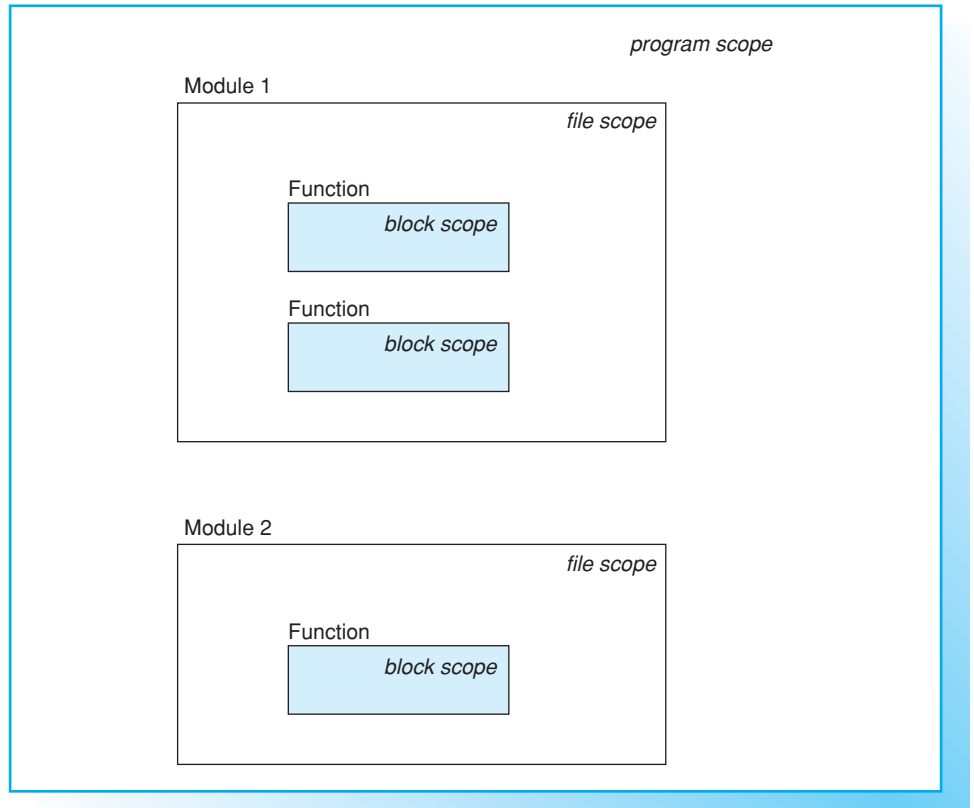 program scope
Module 1
file scope
Function
block scope
Function
block scope
Module 2
file scope
Function
block scope